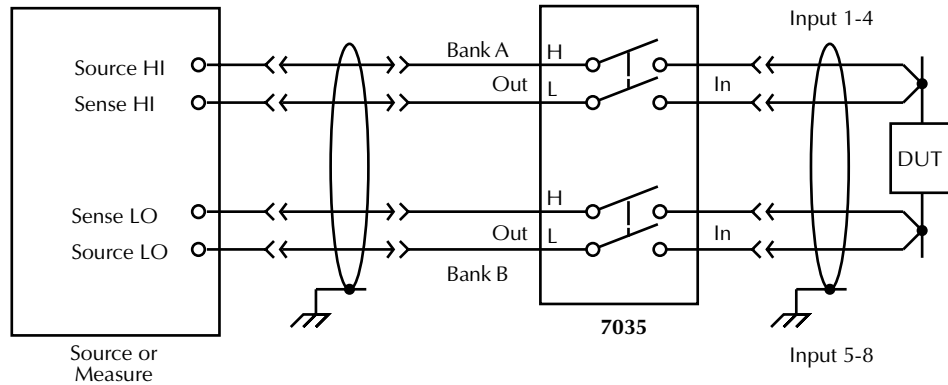 Input 1-4
Source HI
Bank A
H
Sense HI
Out
L
In
DUT
Sense LO
H
Source LO
Out
L
In
Bank B
7035
Source or
Measure
Input 5-8